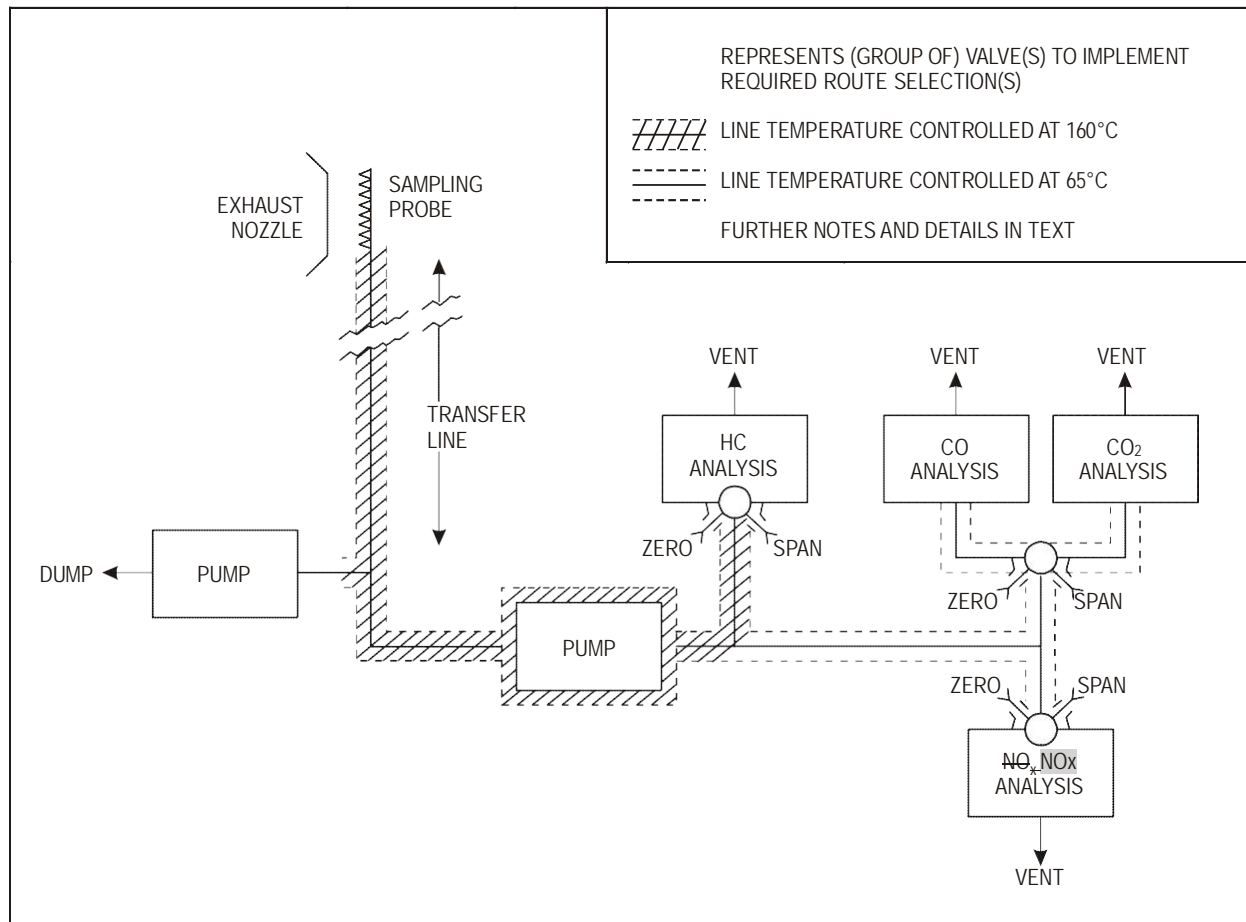 REPRESENTS (GROUP OF) VALVE(S) TO IMPLEMENT
REQUIRED ROUTE SELECTION(S)
LINE TEMPERATURE CONTROLLED AT 160°C
LINE TEMPERATURE CONTROLLED AT 65°C
FURTHER NOTES AND DETAILS IN TEXT
EXHAUST
NOZZLE
SAMPLING
PROBE
TRANSFER
LINE
DUMP
PUMP
PUMP
VENT
HC
ANALYSIS
ZERO
SPAN
VENT
CO
ANALYSIS
VENT
CO2
ANALYSIS
ZERO
SPAN
ZERO
SPAN
NOx NOx
ANALYSIS
VENT